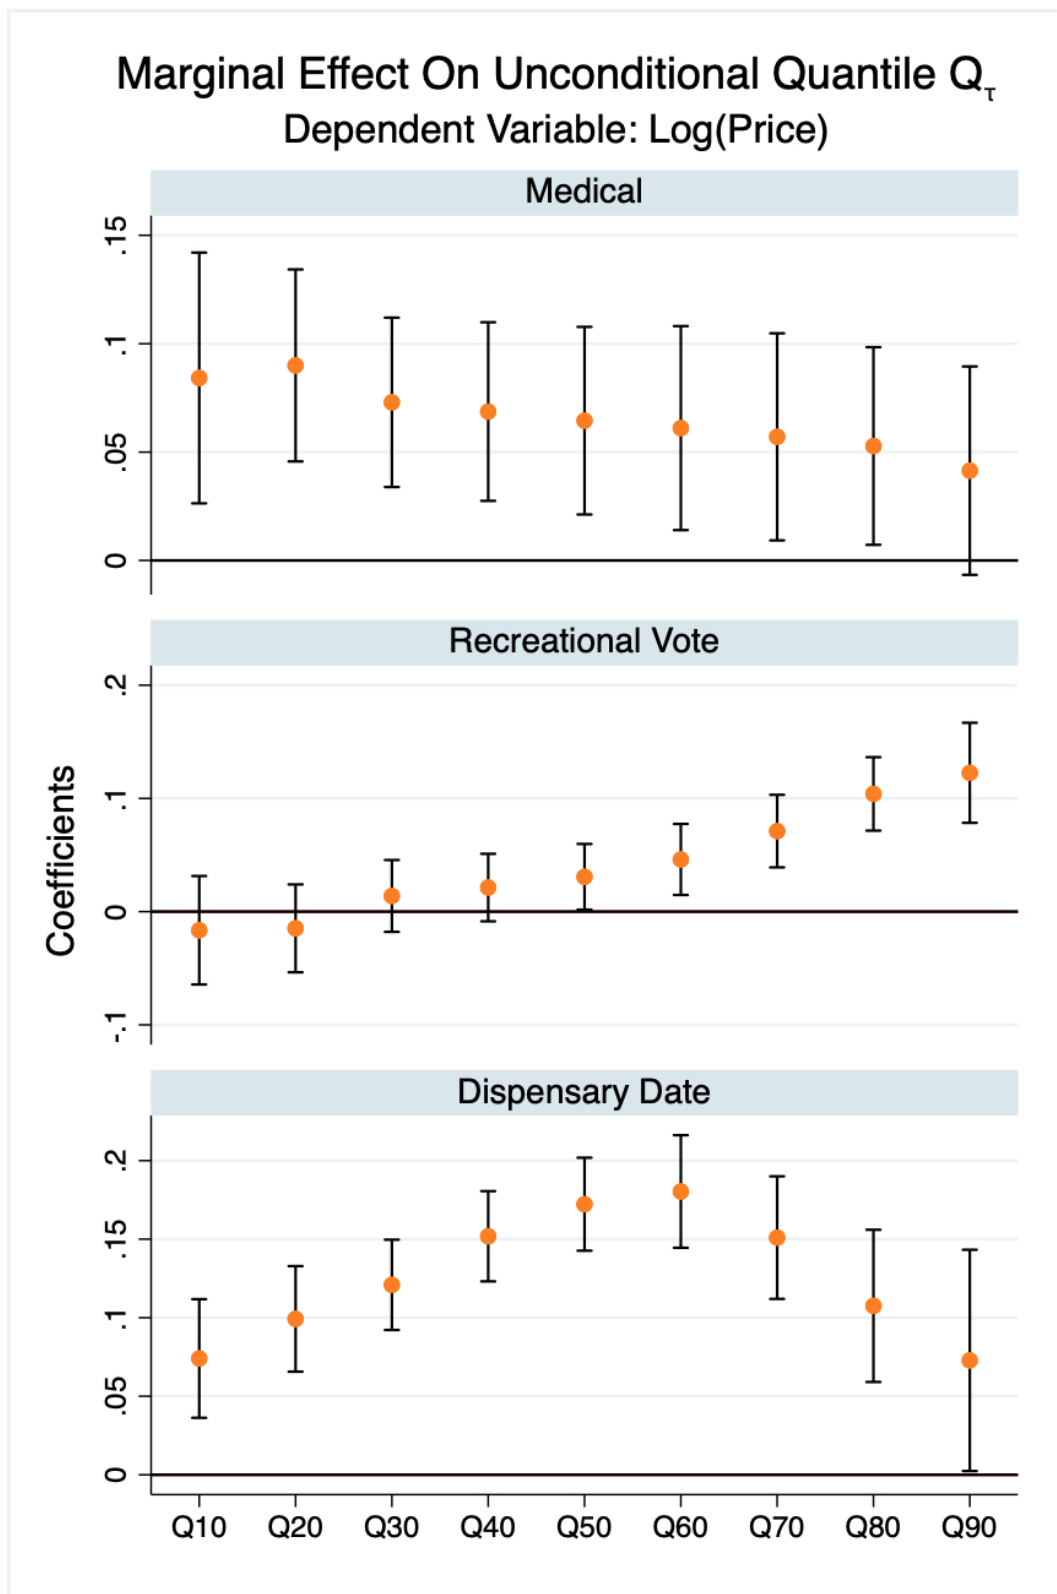 Marginal Effect On Unconditional Quantile Qτ
Dependent Variable: Log(Price)
Medical
.15
.1
.05
0
Recreational Vote
.2
.1
0
-.1
Coefficients
Dispensary Date
.2
.15
.1
.05
0
Q10 Q20 Q30 Q40 Q50 Q60 Q70 Q80 Q90